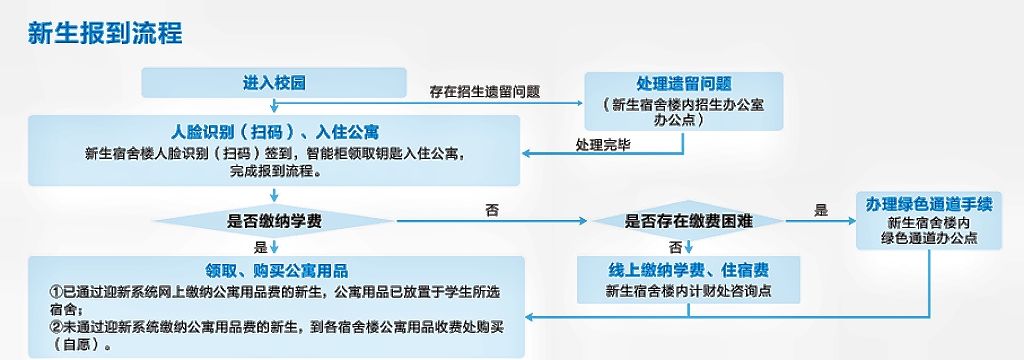 新生报到流程
进入校园
存在招生遗留问题
处理遗留问题
（新生宿舍楼内招生办公室
办公点）
人脸识别（扫码）、入住公寓
新生宿舍楼人脸识别（扫码）签到，智能柜领取钥匙入住公寓，
完成报到流程。
处理完毕
是否缴纳学费
否
是否存在缴费困难
是
办理绿色通道手续
新生宿舍楼内
绿色通道办公点
是
否
领取、购买公寓用品
①已通过迎新系统网上缴纳公寓用品费的新生，公寓用品已放置于学生所选
宿舍；
②未通过迎新系统缴纳公寓用品费的新生，到各宿舍楼公寓用品收费处购买
（自愿）。
线上缴纳学费、住宿费
新生宿舍楼内计财处咨询点